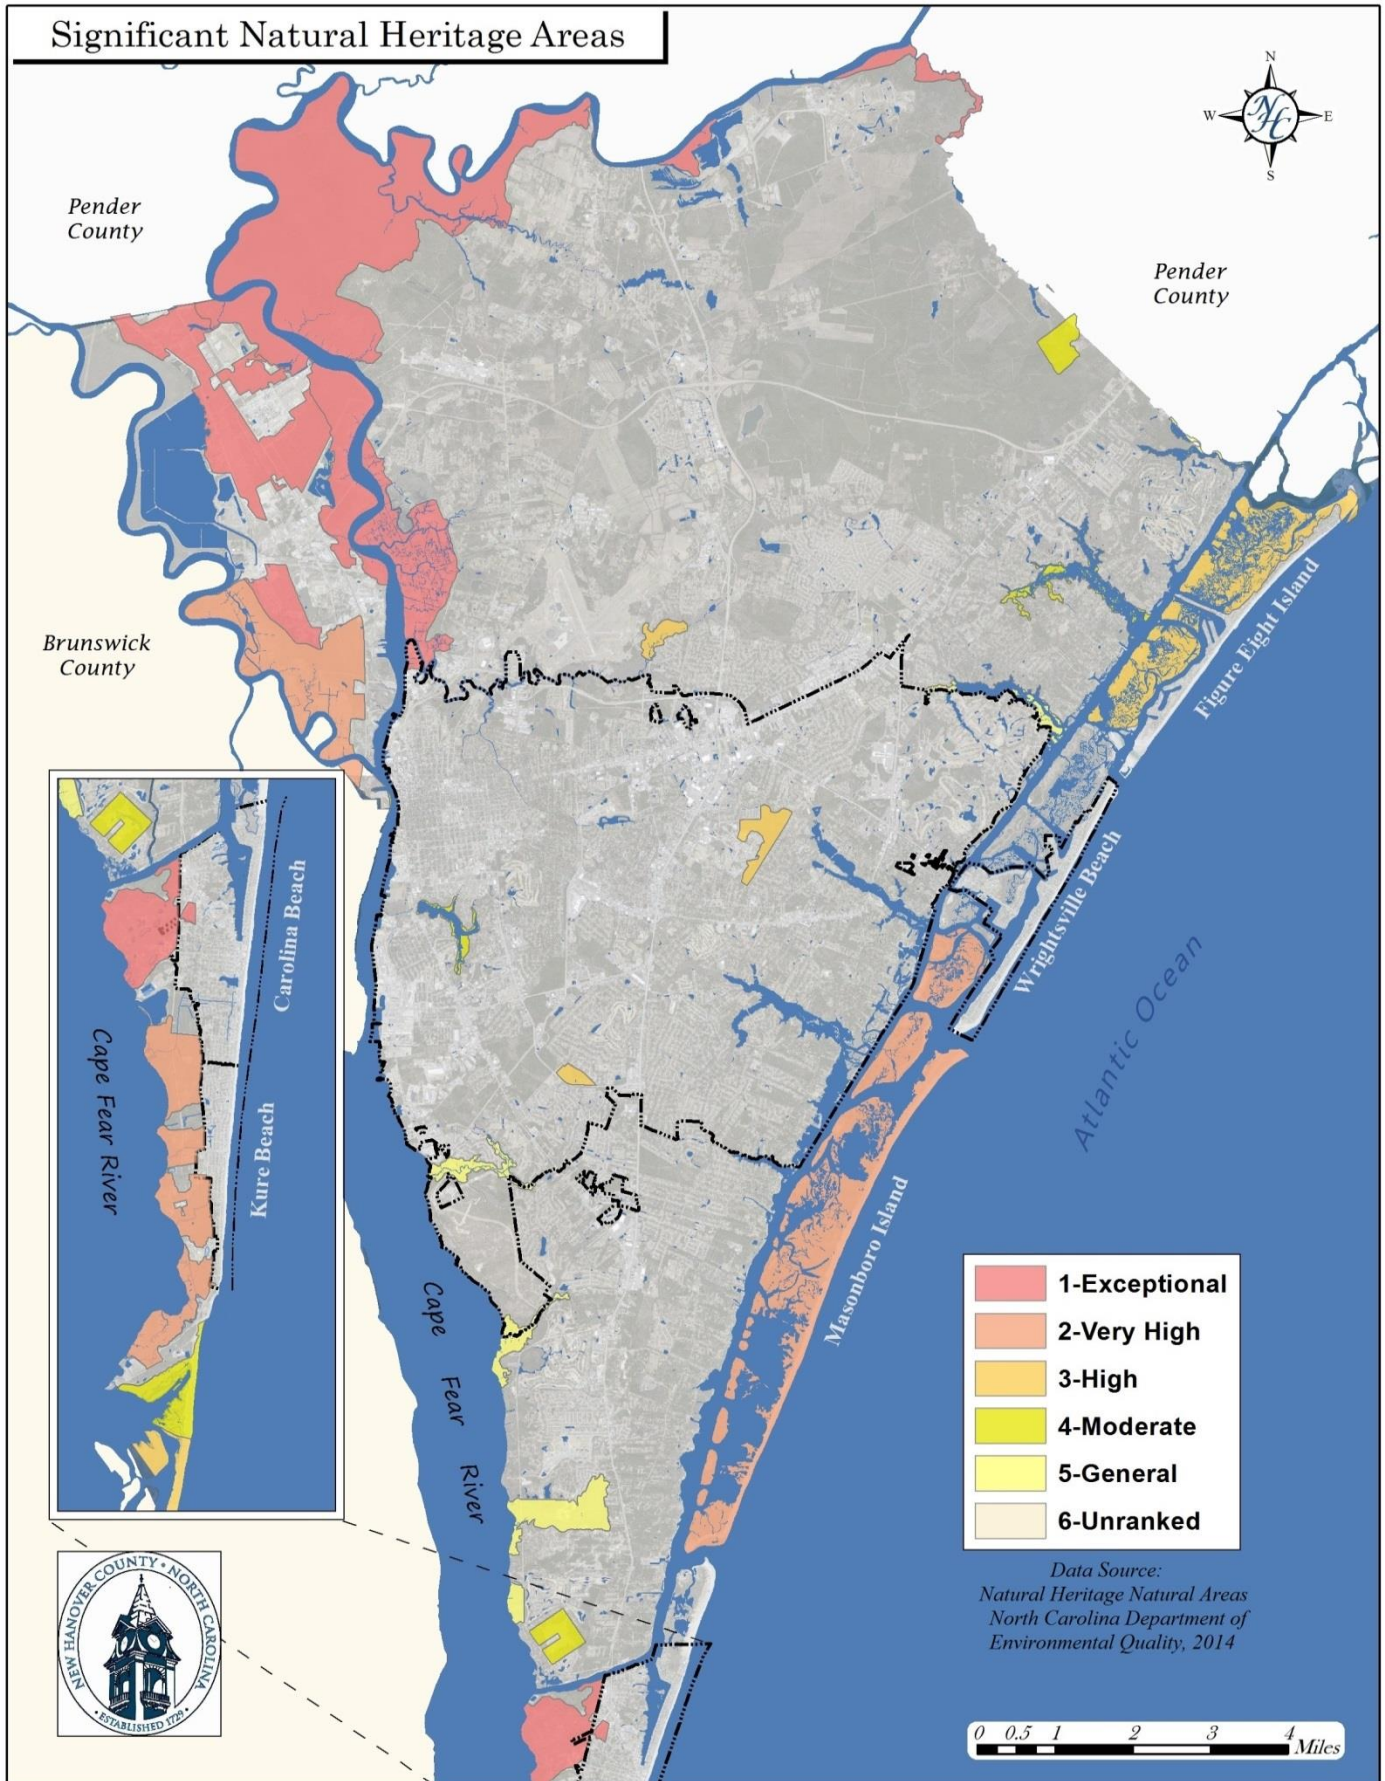 Significant Natural Heritage Areas
N
W
E
S
NHC
Pender
County
Pender
County
Brunswick
County
Figure Eight Island
Wrightsville Beach
Atlantic Ocean
Masonboro Island
Carolina Beach
Kure Beach
Cape Fear River
Cape Fear River
1-Exceptional
2-Very High
3-High
4-Moderate
5-General
6-Unranked
Data Source:
Natural Heritage Natural Areas
North Carolina Department of
Environmental Quality, 2014
NEW HANOVER COUNTY • NORTH CAROLINA
• ESTABLISHED 1729 •
0 0.5 1 2 3 4
Miles